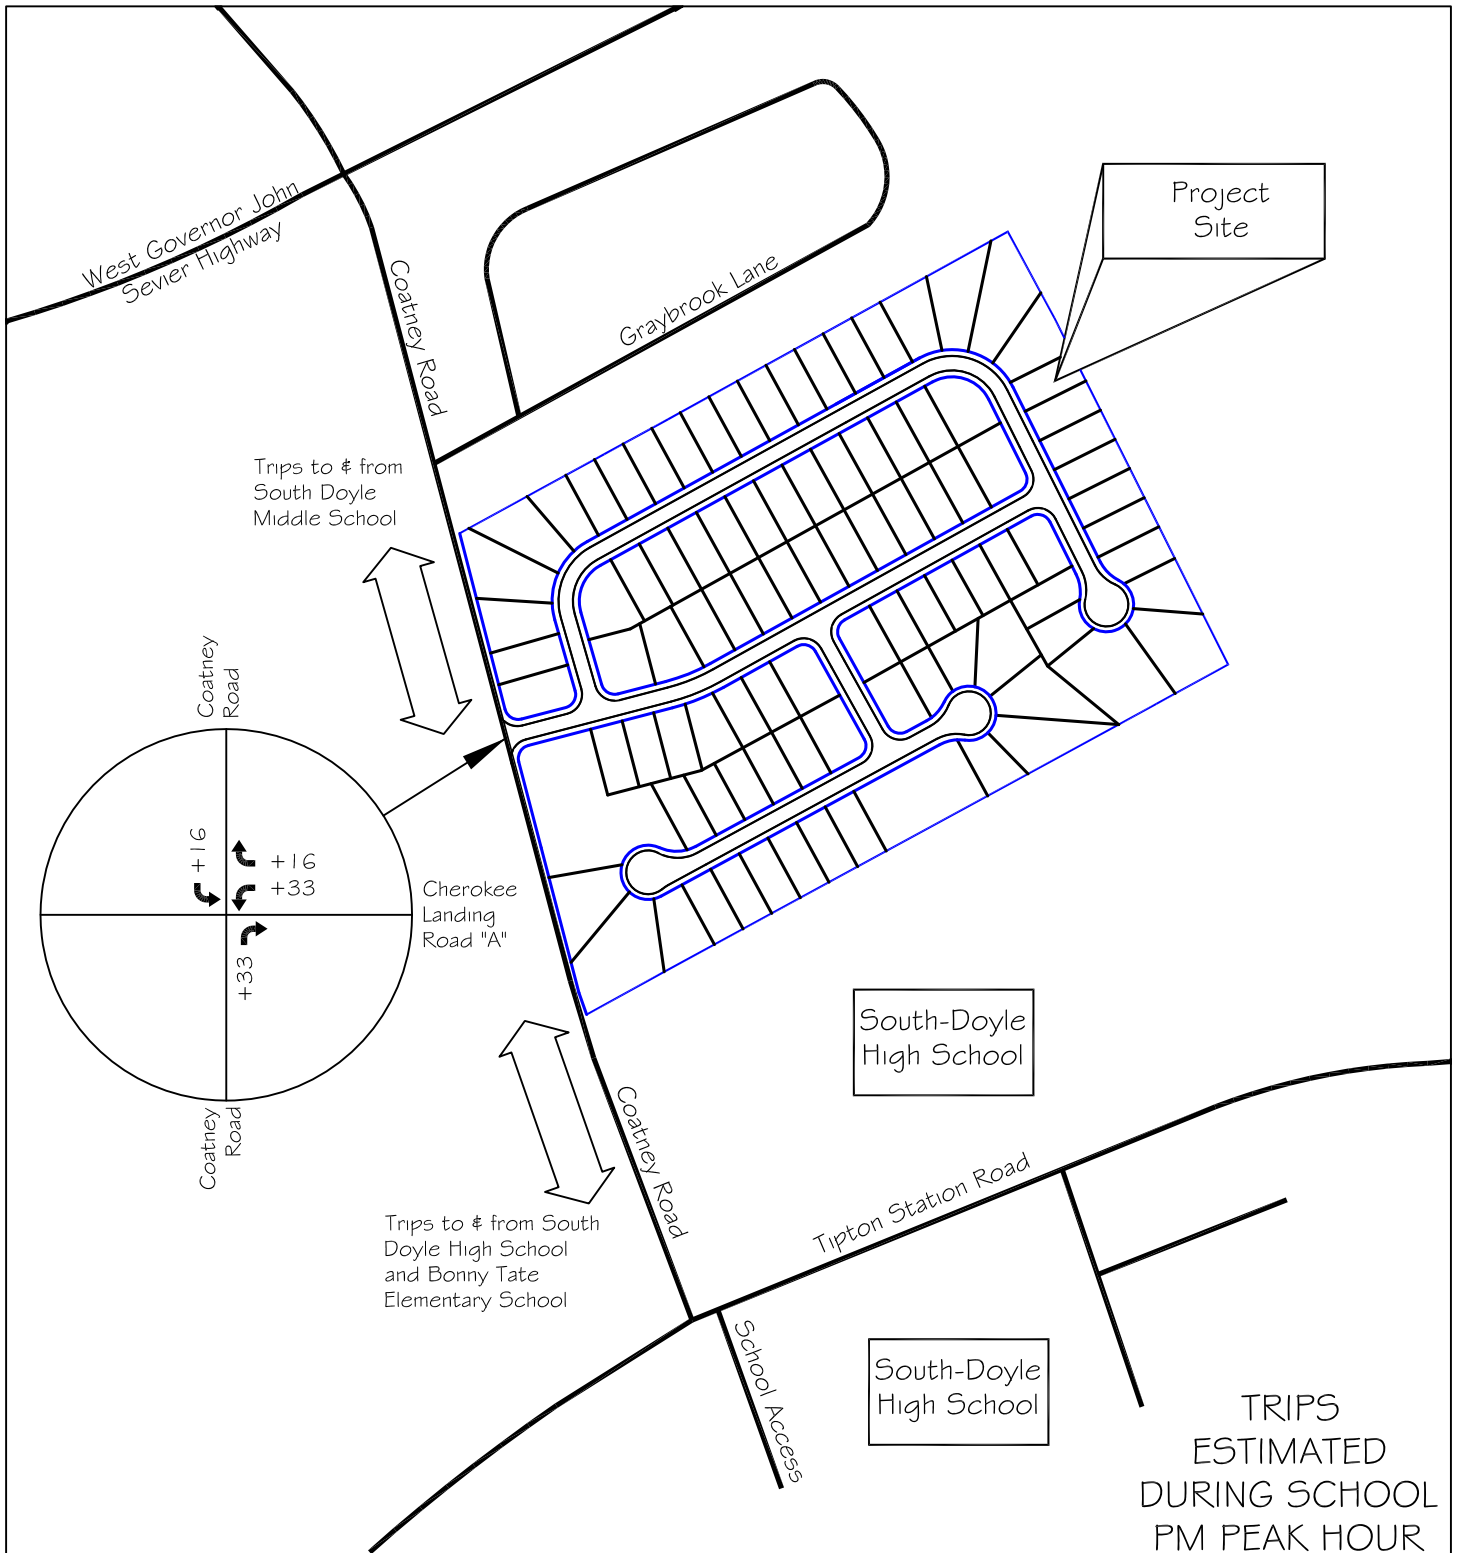 West Governor John
Sevier Highway
Coatney Road
Graybrook Lane
Project
Site
Trips to & from
South Doyle
Middle School
Coatney
Road
+16
+16
+33
+33
Cherokee
Landing
Road "A"
Coatney
Road
South-Doyle
High School
Coatney Road
Tipton Station Road
Trips to & from South
Doyle High School
and Bonny Tate
Elementary School
School Access
South-Doyle
High School
TRIPS
ESTIMATED
DURING SCHOOL
PM PEAK HOUR